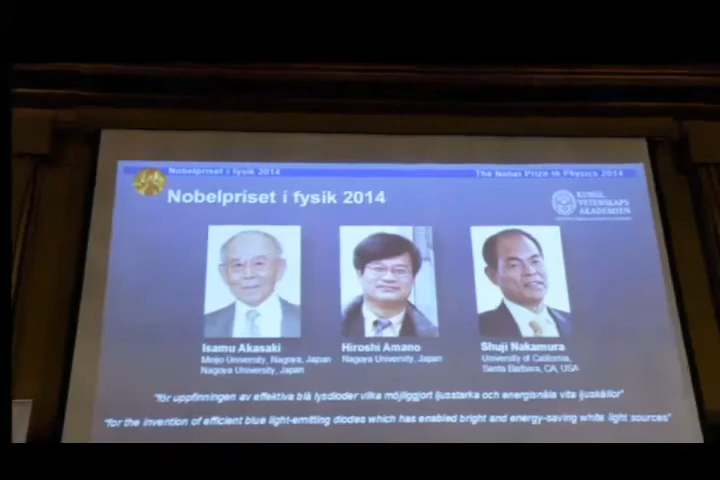 Nobelpriset i fysik 2014
The Nobel Prize in Physics 2014
Nobelpriset i fysik 2014
KUNGL.
VETENSKAPS
AKADEMIEN
Isamu Akasaki
Meijo University, Nagoya, Japan
Nagoya University, Japan
Hiroshi Amano
Nagoya University, Japan
Shuji Nakamura
University of California,
Santa Barbara, CA, USA
"för uppfinningen av effektiva blå lysdioder vilka möjliggjort ljusstarka och energisnåla vita ljuskällor"
"for the invention of efficient blue light-emitting diodes which has enabled bright and energy-saving white light sources"